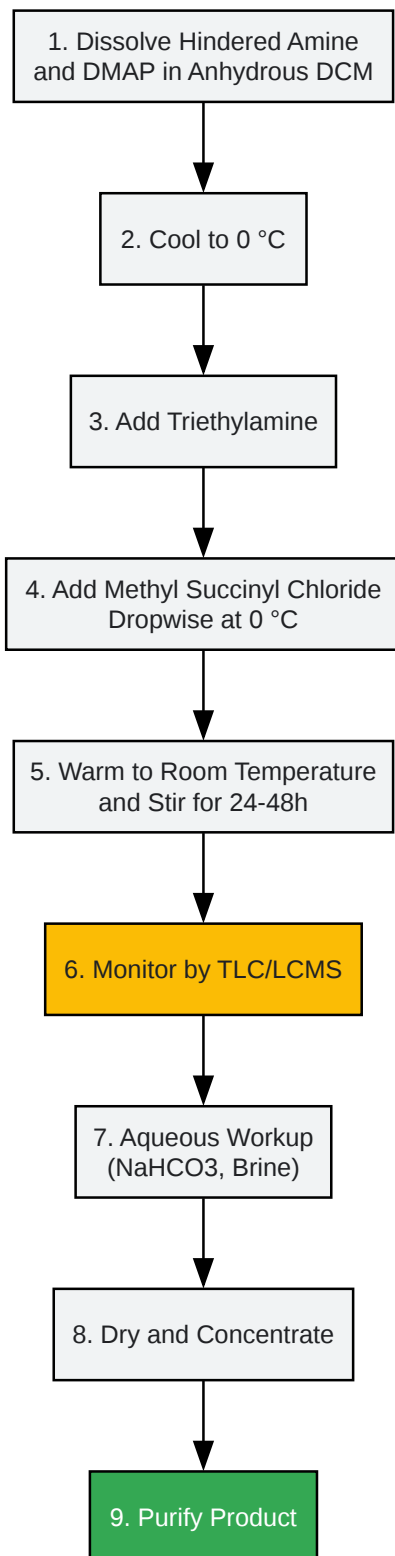 1. Dissolve Hindered Amine
and DMAP in Anhydrous DCM
2. Cool to 0 °C
3. Add Triethylamine
4. Add Methyl Succinyl Chloride
Dropwise at 0 °C
5. Warm to Room Temperature
and Stir for 24-48h
6. Monitor by TLC/LCMS
7. Aqueous Workup
(NaHCO3, Brine)
8. Dry and Concentrate
9. Purify Product